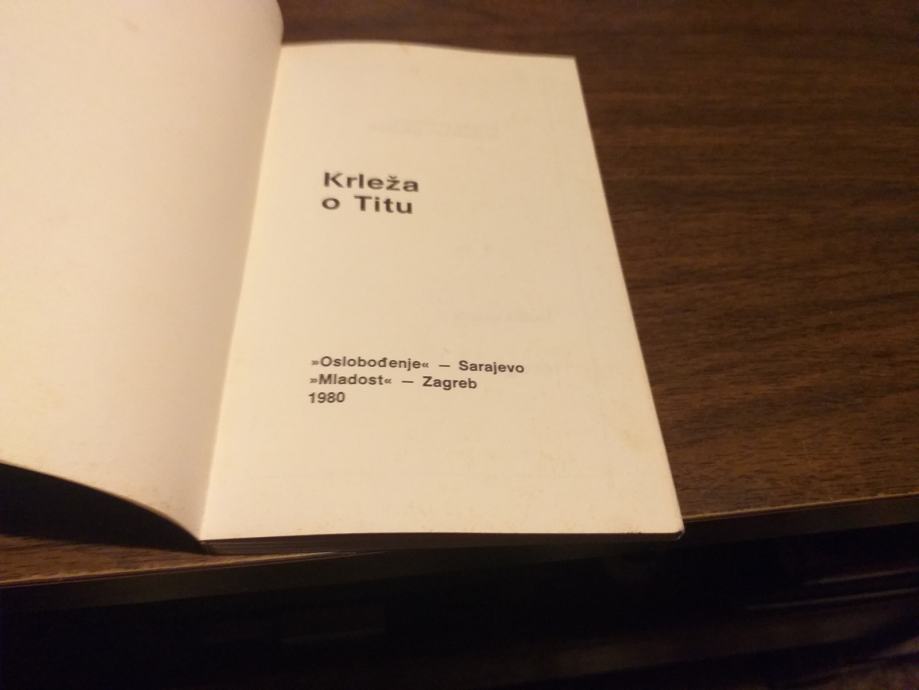 Krleža
o Titu
»Oslobođenje« — Sarajevo
»Mladost« — Zagreb
1980